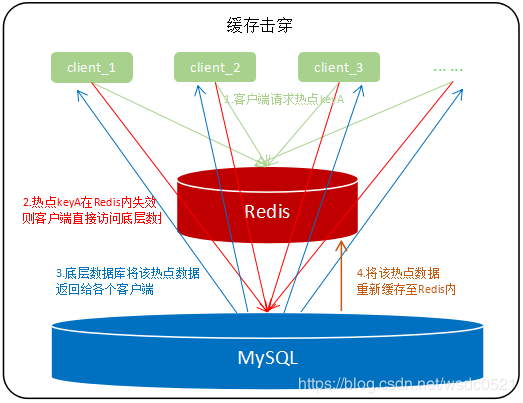 缓存击穿
client_1
client_2
client_3
... ...
1.客户端请求热点keyA
Redis
2.热点keyA在Redis内失效
则客户端直接访问底层数据
3.底层数据库将该热点数据
返回给各个客户端
4.将该热点数据
重新缓存至Redis内
MySQL
https://blog.csdn.net/wsdc0521